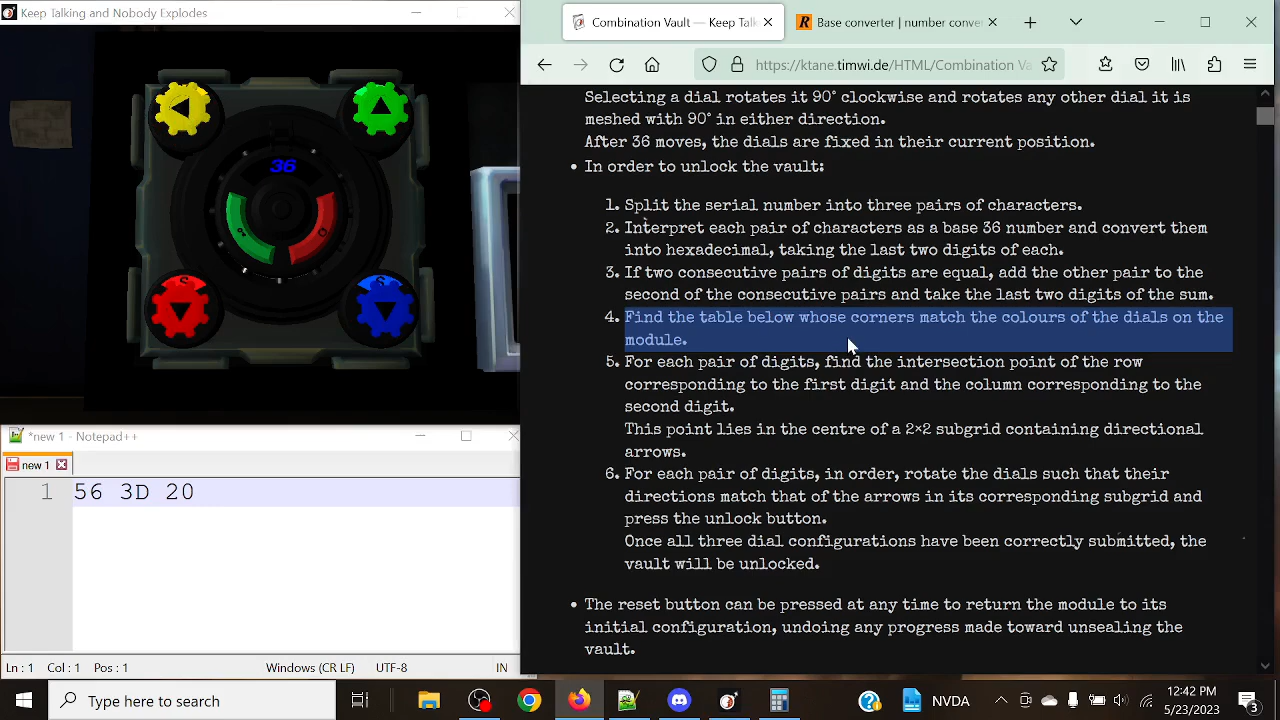 Keep Talking and Nobody Explodes
36
Combination Vault — Keep Talk
Base converter | number conver
https://ktane.timwi.de/HTML/Combination Va
Selecting a dial rotates it 90° clockwise and rotates any other dial it is
meshed with 90° in either direction.
After 36 moves, the dials are fixed in their current position.
• In order to unlock the vault:
1. Split the serial number into three pairs of characters.
2. Interpret each pair of characters as a base 36 number and convert them
into hexadecimal, taking the last two digits of each.
3. If two consecutive pairs of digits are equal, add the other pair to the
second of the consecutive pairs and take the last two digits of the sum.
4. Find the table below whose corners match the colours of the dials on the
module.
5. For each pair of digits, find the intersection point of the row
corresponding to the first digit and the column corresponding to the
second digit.
This point lies in the centre of a 2×2 subgrid containing directional
arrows.
6. For each pair of digits, in order, rotate the dials such that their
directions match that of the arrows in its corresponding subgrid and
press the unlock button.
Once all three dial configurations have been correctly submitted, the
vault will be unlocked.
• The reset button can be pressed at any time to return the module to its
initial configuration, undoing any progress made toward unsealing the
vault.
*new 1 - Notepad++
new 1
1 56 3D 20
Ln : 1 Col : 1 Pos : 1 Windows (CR LF) UTF-8 IN
Type here to search
NVDA
12:42 PM
5/23/2023
3